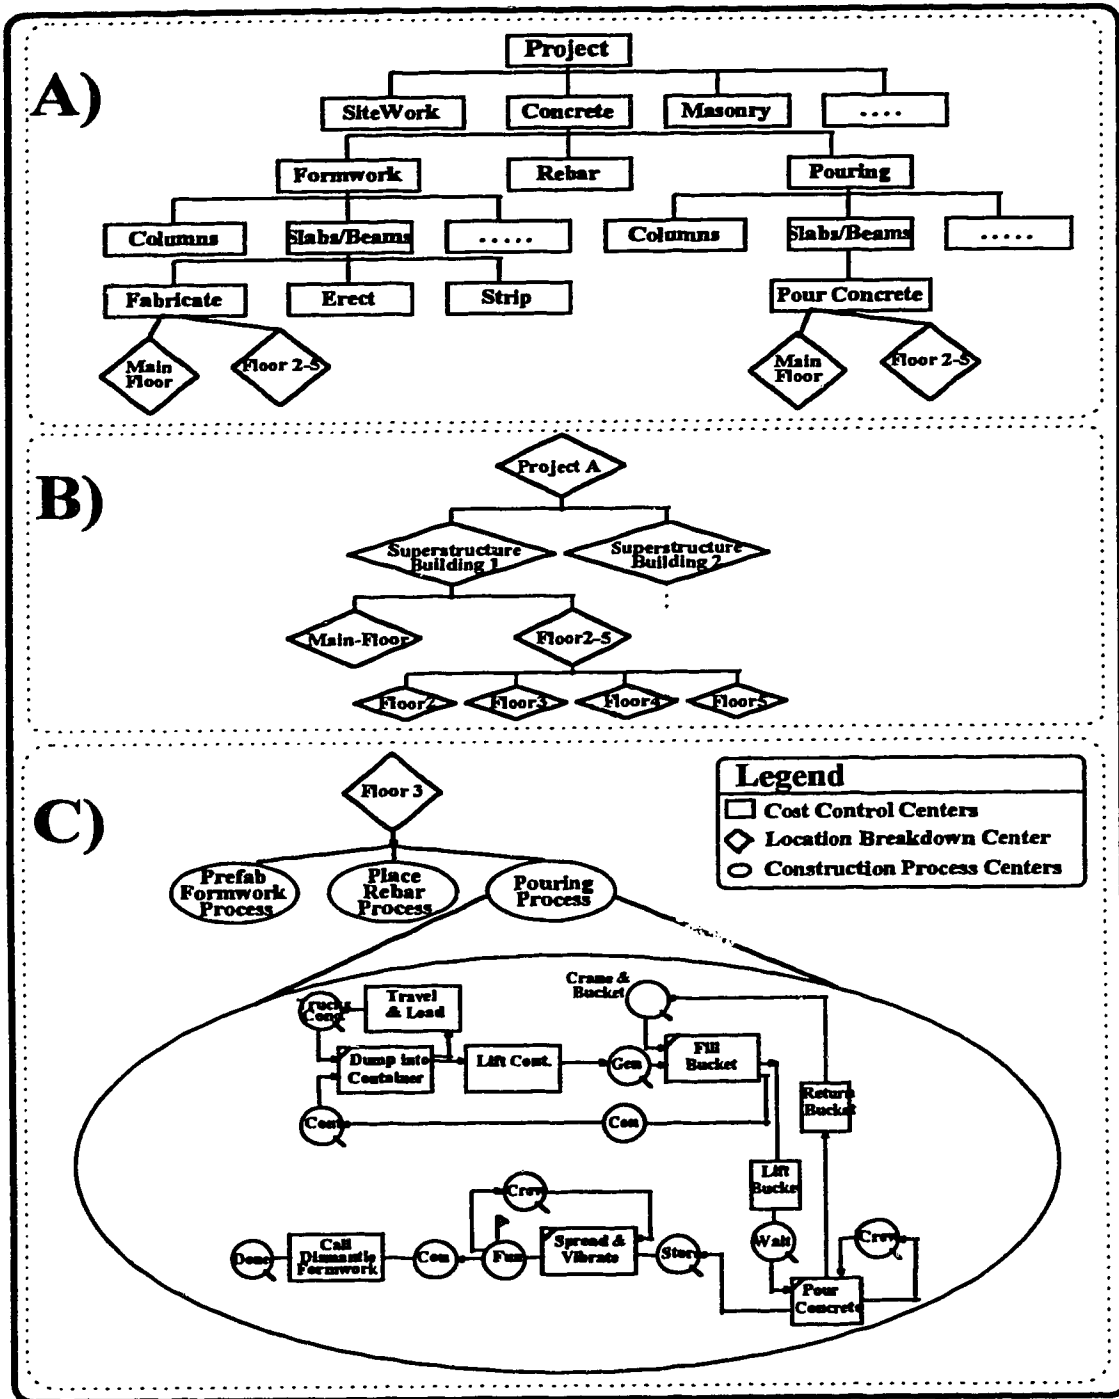 A)
Project
SiteWork
Concrete
Masonry
....
Formwork
Rebar
Pouring
Columns
Slabs/Beams
.....
Columns
Slabs/Beams
.....
Fabricate
Erect
Strip
Pour Concrete
Main
Floor
Floor 2-5
Main
Floor
Floor 2-5
B)
Project A
Superstructure
Building 1
Superstructure
Building 2
Main-Floor
Floor2-5
Floor2
Floor3
Floor4
Floor5
C)
Floor 3
Legend
Cost Control Centers
Location Breakdown Center
Construction Process Centers
Prefab
Formwork
Process
Place
Rebar
Process
Pouring
Process
Crane &
Bucket
Trucks
Travel
& Load
Dump into
Container
Lift Cont.
Gen
Fill
Bucket
Return
Bucket
Cont
Con
Lift
Bucket
Crew
Wait
Crew
Done
Call
Dismantle
Formwork
Con
Fun
Spread &
Vibrate
Stor
Pour
Concrete